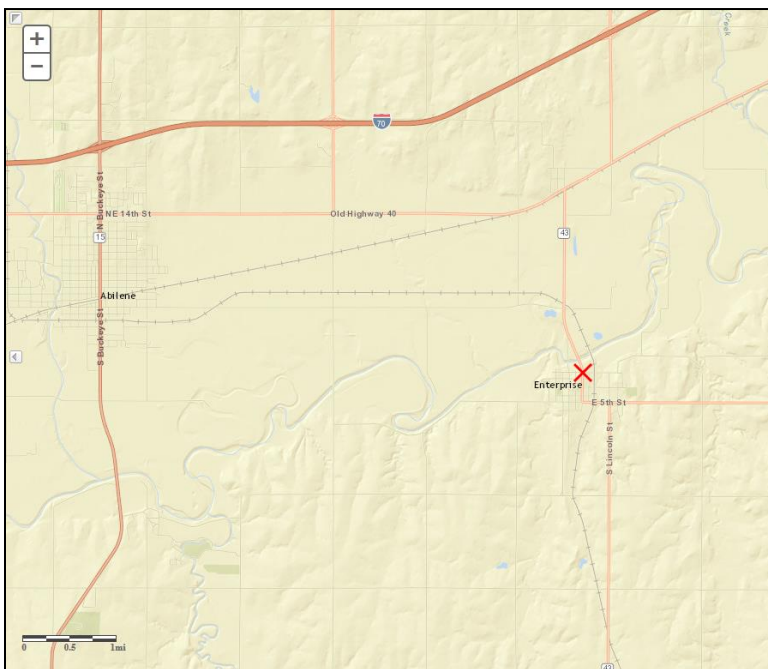 Creek
+
−
70
N Buckeye St
NE 14th St
Old Highway 40
15
43
Abilene
S Buckeye St
Enterprise
E 5th St
S Lincoln St
0 0.5 1mi
43